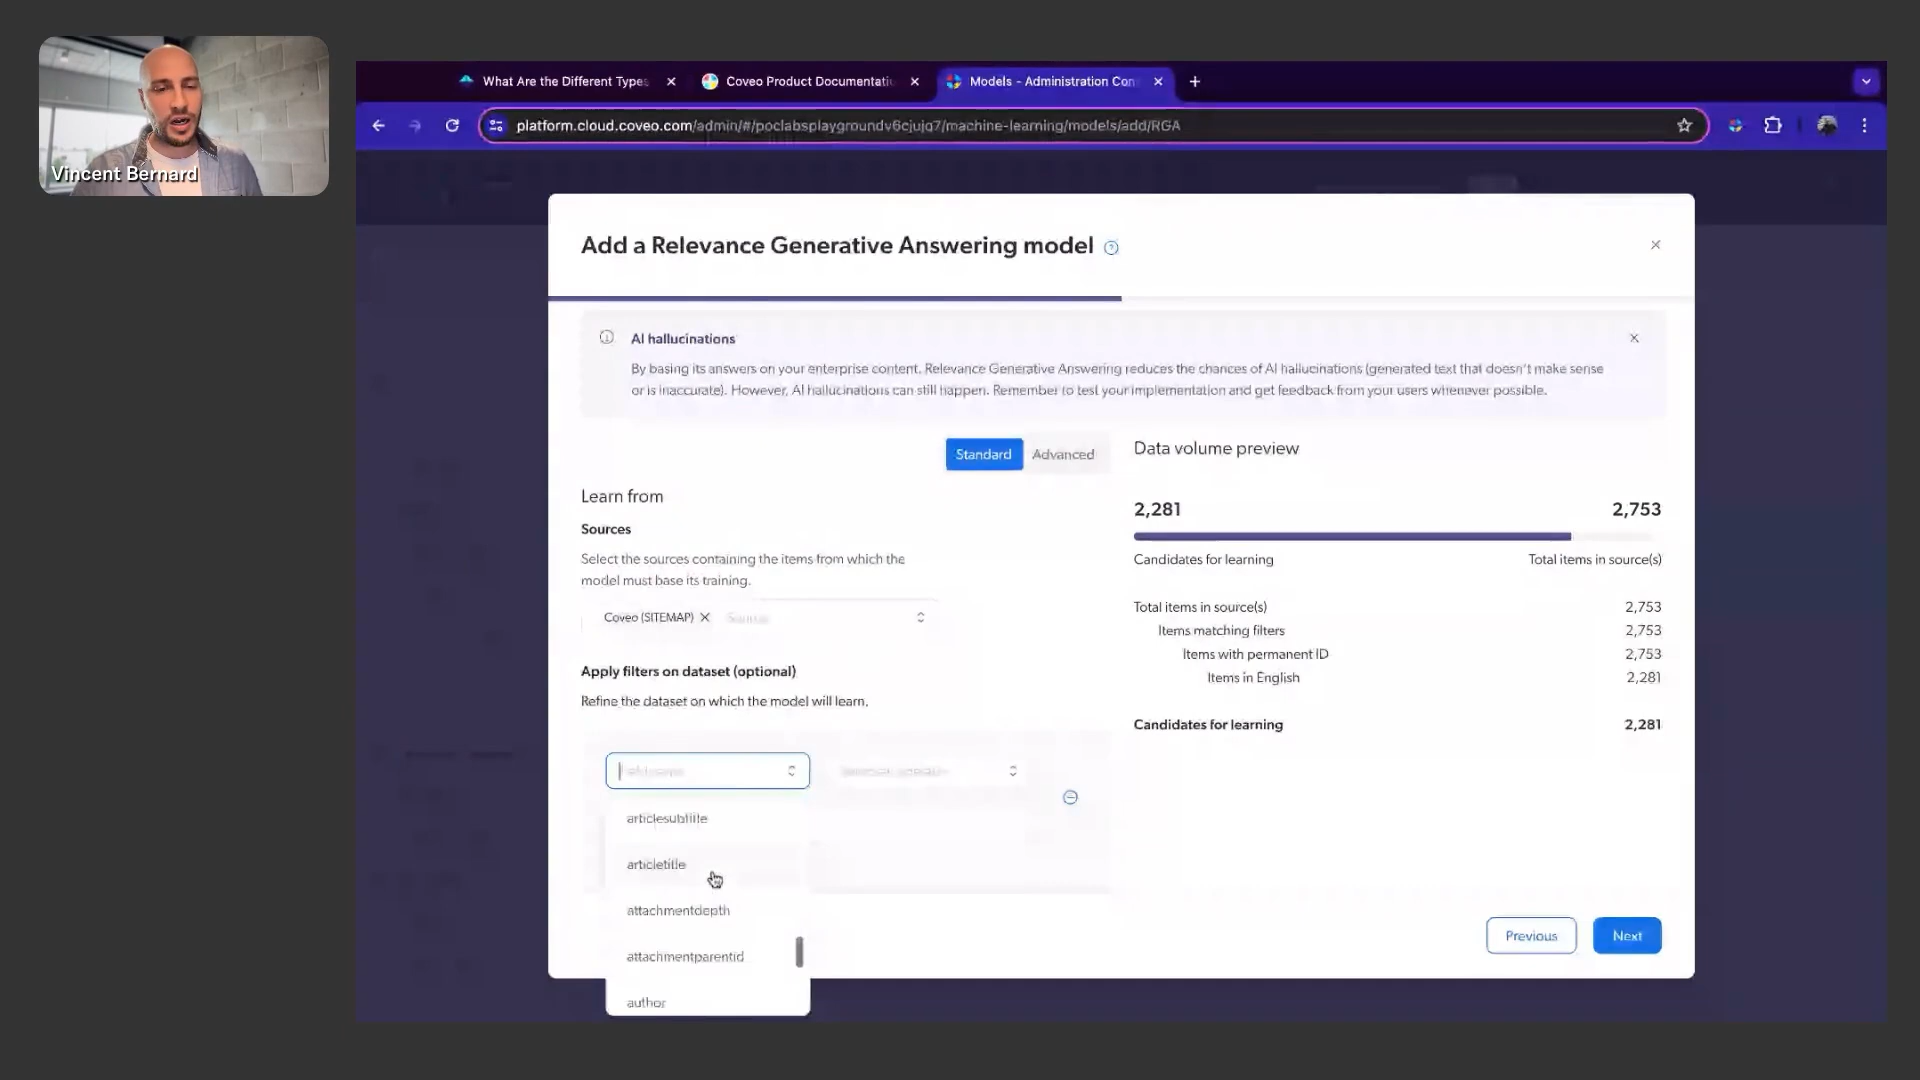 Vincent Bernard
What Are the Different Types
Coveo Product Documentati
Models - Administration Con
platform.cloud.coveo.com/admin/#/poclabsplaygroundv6cjujq7/machine-learning/models/add/RGA
Add a Relevance Generative Answering model
AI hallucinations
By basing its answers on your enterprise content, Relevance Generative Answering reduces the chances of AI hallucinations (generated text that doesn't make sense
or is inaccurate). However, AI hallucinations can still happen. Remember to test your implementation and get feedback from your users whenever possible.
Standard Advanced
Learn from
Sources
Select the sources containing the items from which the
model must base its training.
Coveo (SITEMAP)
Apply filters on dataset (optional)
Refine the dataset on which the model will learn.
articlesubtitle
articletitle
attachmentdepth
attachmentparentid
author
Data volume preview
2,281 2,753
Candidates for learning Total items in source(s)
Total items in source(s) 2,753
Items matching filters 2,753
Items with permanent ID 2,753
Items in English 2,281
Candidates for learning 2,281
Previous Next